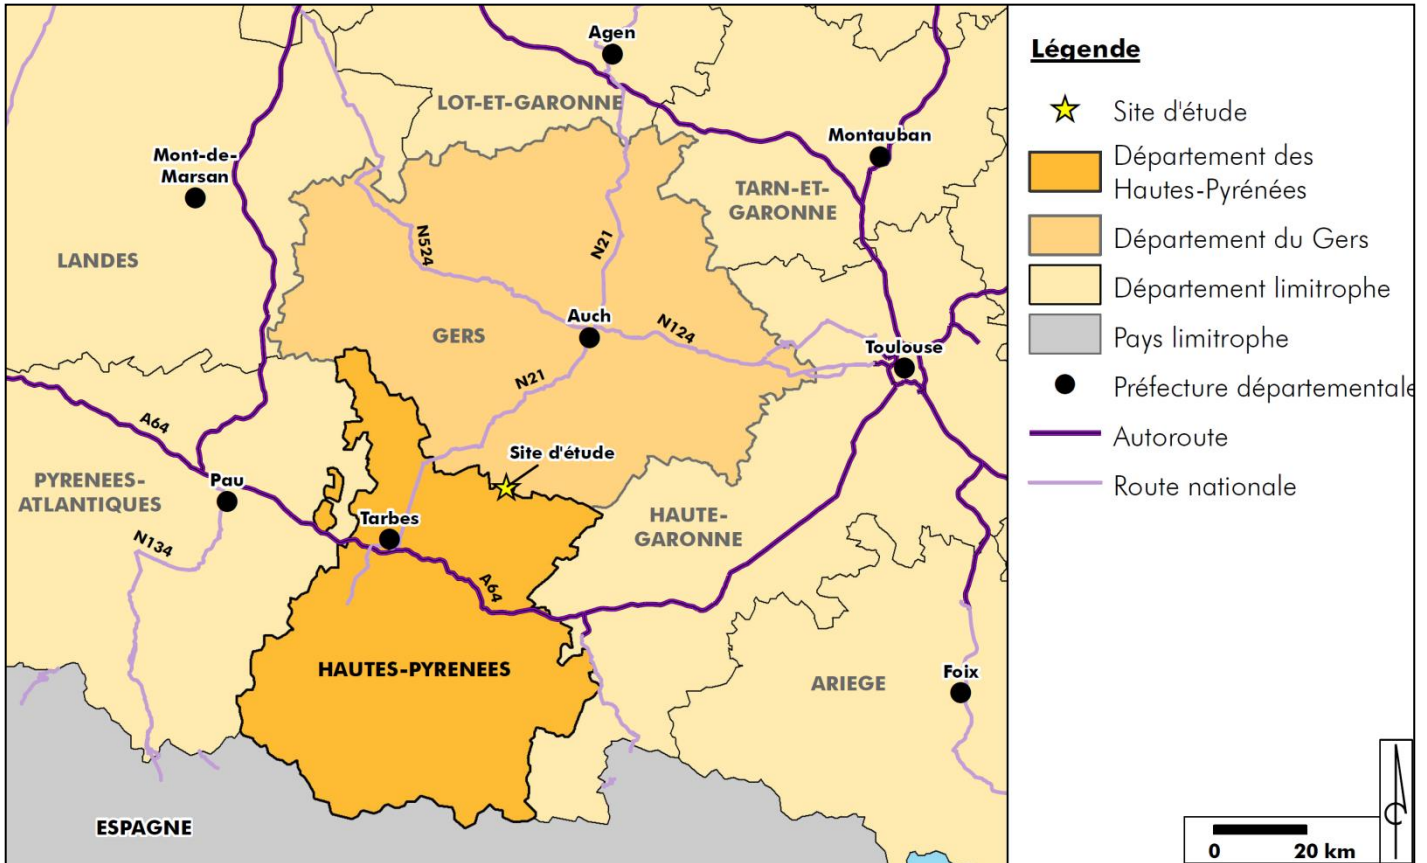 Agen
LOT-ET-GARONNE
Mont-de-
Marsan
Montauban
TARN-ET-
GARONNE
LANDES
N524
N21
GERS
Auch
N124
Toulouse
N21
A64
Site d'étude
PYRENEES-
ATLANTIQUES
Pau
Tarbes
HAUTE-
GARONNE
N134
A64
HAUTES-PYRENEES
ARIEGE
Foix
ESPAGNE
Légende
Site d'étude
Département des
Hautes-Pyrénées
Département du Gers
Département limitrophe
Pays limitrophe
Préfecture départementale
Autoroute
Route nationale
0 20 km